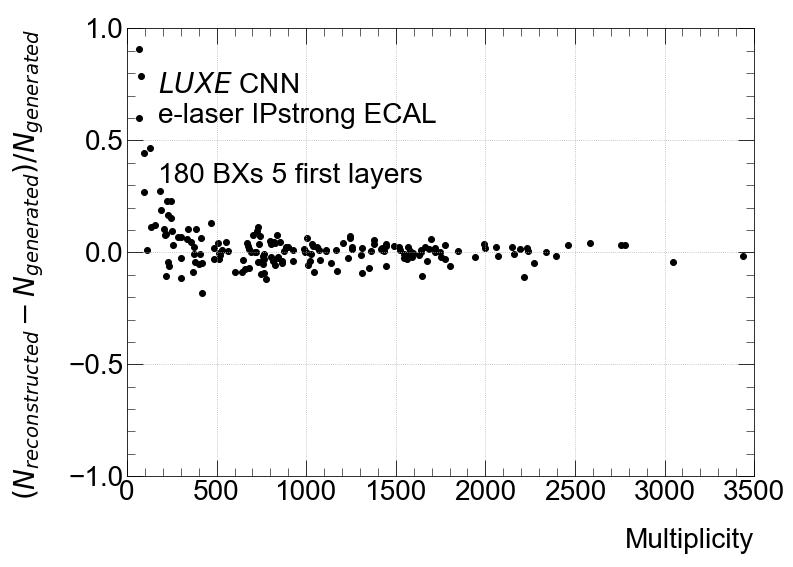 (N_reconstructed − N_generated)/N_generated
1.0
0.5
0.0
−0.5
−1.0
LUXE CNN
e-laser IPstrong ECAL
180 BXs 5 first layers
0 500 1000 1500 2000 2500 3000 3500
Multiplicity